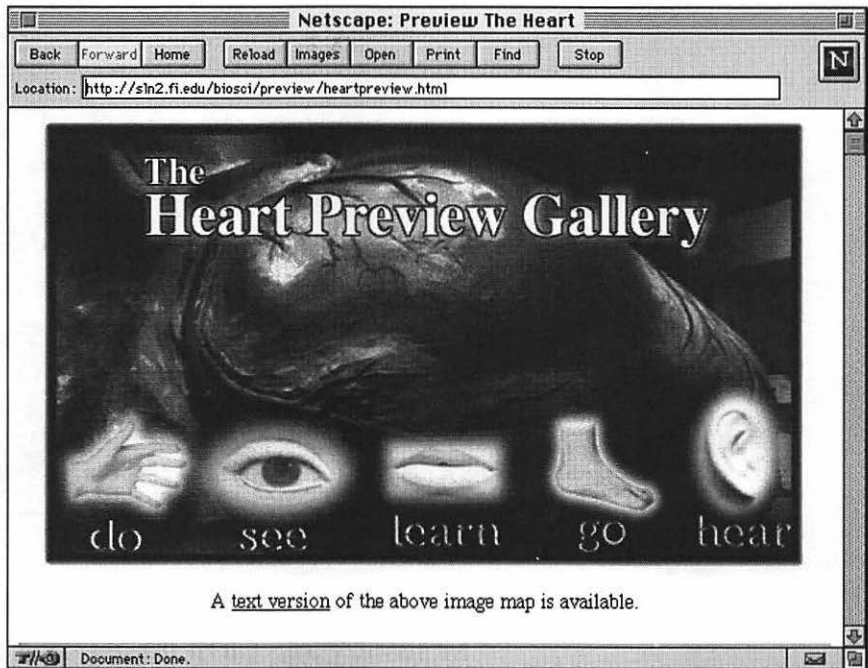 Netscape: Preview The Heart
Back Forward Home Reload Images Open Print Find Stop
N
Location: http://sln2.fi.edu/biosci/preview/heartpreview.html
The
Heart Preview Gallery
do see learn go hear
A text version of the above image map is available.
Document: Done.